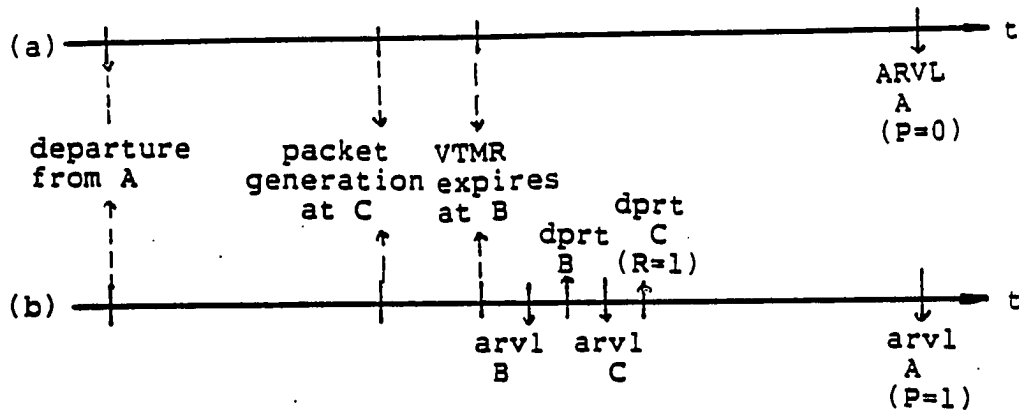 (a)
t
ARVL
A
(P=0)
departure
from A
packet
generation
at C
VTMR
expires
at B
dprt
B
dprt
C
(R=1)
(b)
t
arvl
B
arvl
C
arvl
A
(P=1)